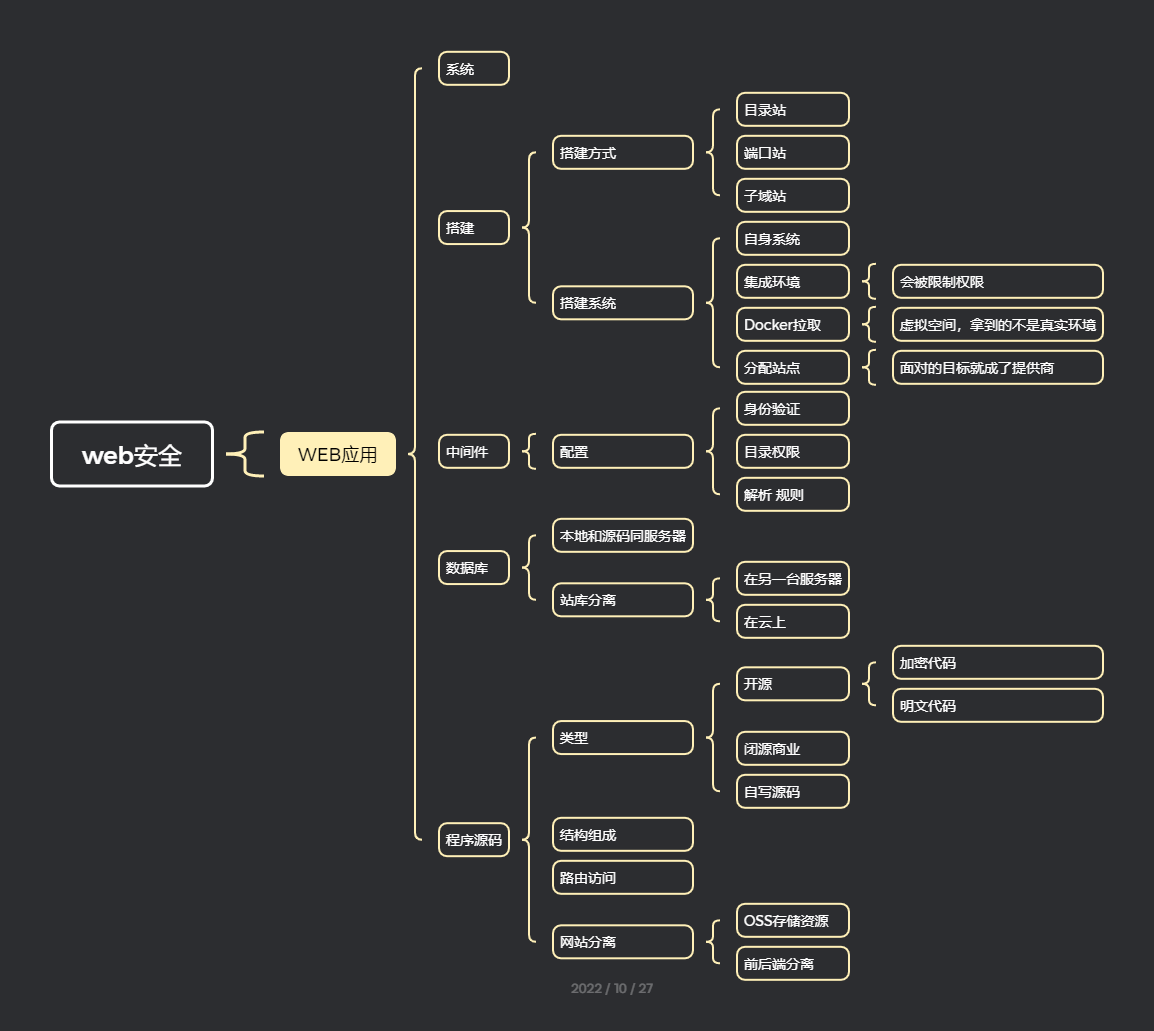 web安全
WEB应用
系统
搭建
搭建方式
目录站
端口站
子域站
搭建系统
自身系统
集成环境
会被限制权限
Docker拉取
虚拟空间，拿到的不是真实环境
分配站点
面对的目标就成了提供商
中间件
配置
身份验证
目录权限
解析 规则
数据库
本地和源码同服务器
站库分离
在另一台服务器
在云上
程序源码
类型
开源
加密代码
明文代码
闭源商业
自写源码
结构组成
路由访问
网站分离
OSS存储资源
前后端分离
2022 / 10 / 27